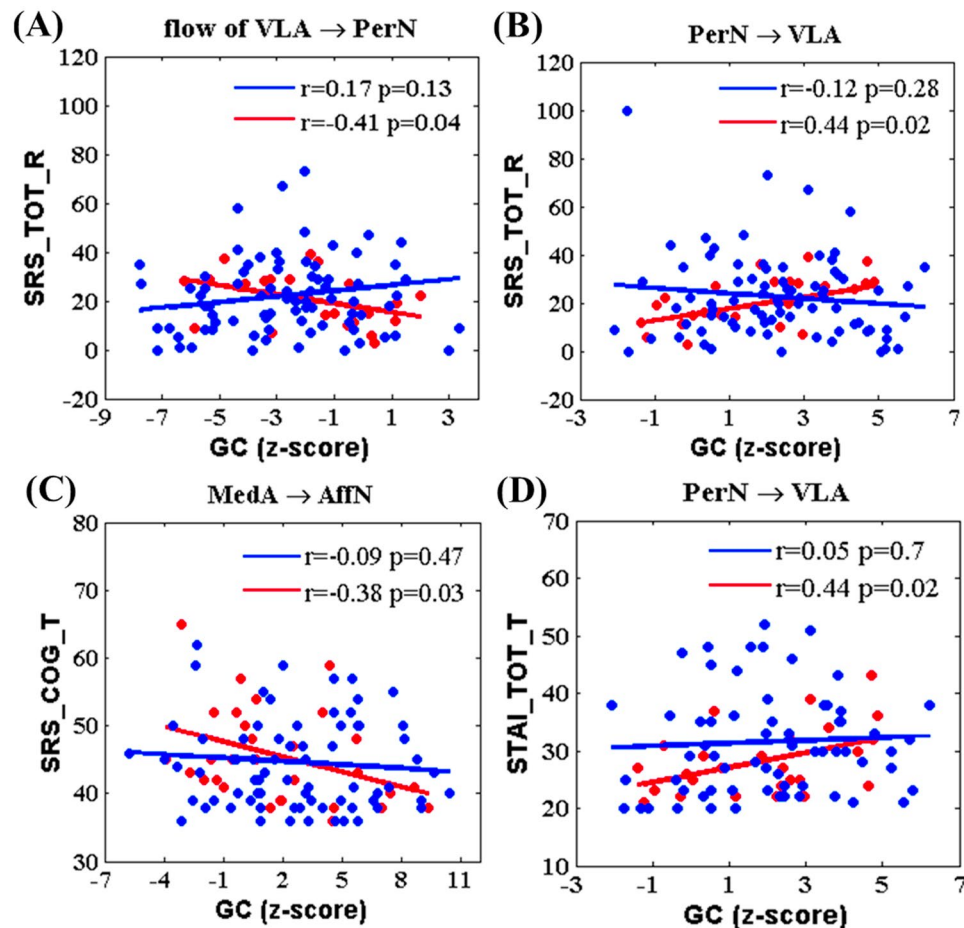 (A)
flow of VLA → PerN
120
100
80
60
40
20
0
-20
SRS_TOT_R
r=0.17 p=0.13
r=-0.41 p=0.04
-9 -7 -5 -3 -1 1 3
GC (z-score)
(B)
PerN → VLA
120
100
80
60
40
20
0
-20
SRS_TOT_R
r=-0.12 p=0.28
r=0.44 p=0.02
-3 -1 1 3 5 7
GC (z-score)
(C)
MedA → AffN
80
70
60
50
40
30
SRS_COG_T
r=-0.09 p=0.47
r=-0.38 p=0.03
-7 -4 -1 2 5 8 11
GC (z-score)
(D)
PerN → VLA
70
60
50
40
30
20
10
STAI_TOT_T
r=0.05 p=0.7
r=0.44 p=0.02
-3 -1 1 3 5 7
GC (z-score)